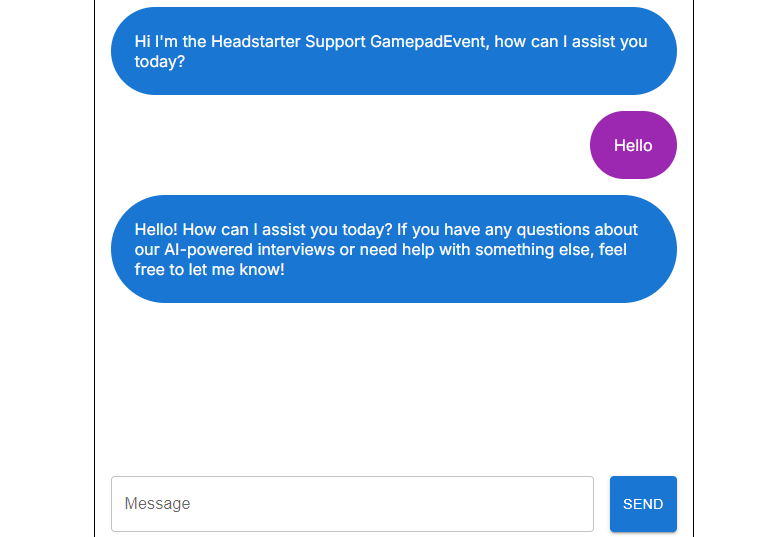 Hi I'm the Headstarter Support GamepadEvent, how can I assist you
today?
Hello
Hello! How can I assist you today? If you have any questions about
our AI-powered interviews or need help with something else, feel
free to let me know!
Message
SEND